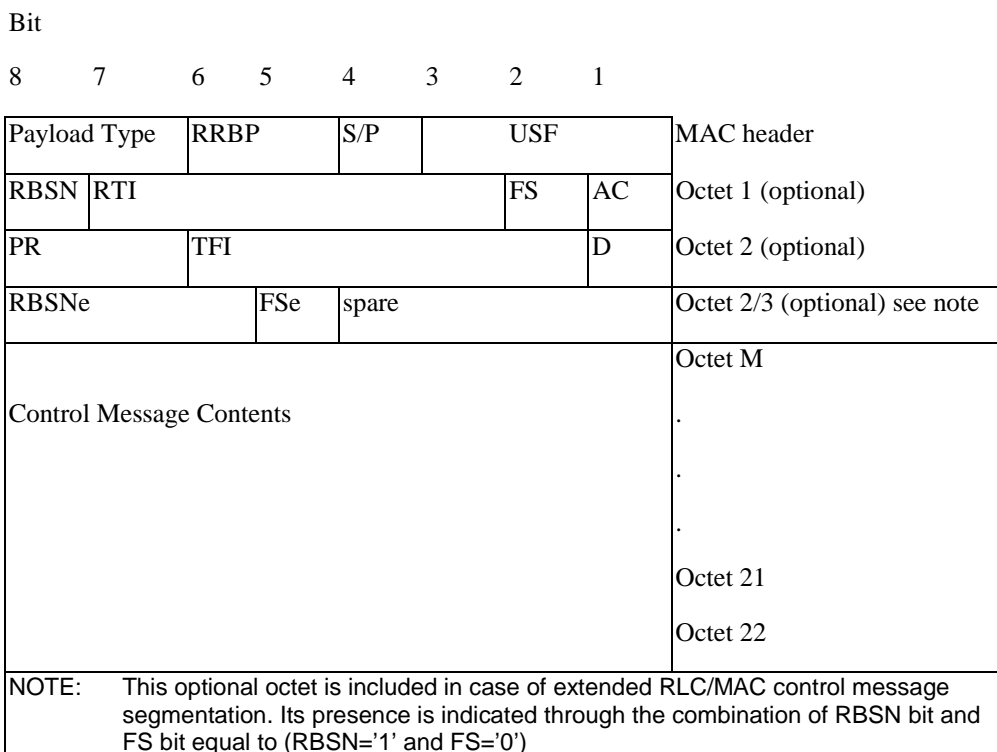 Bit
8 7 6 5 4 3 2 1
Payload Type RRBP S/P USF MAC header
RBSN RTI FS AC Octet 1 (optional)
PR TFI D Octet 2 (optional)
RBSNe FSe spare Octet 2/3 (optional) see note
Octet M
Control Message Contents .
.
.
Octet 21
Octet 22
NOTE: This optional octet is included in case of extended RLC/MAC control message
segmentation. Its presence is indicated through the combination of RBSN bit and
FS bit equal to (RBSN='1' and FS='0')